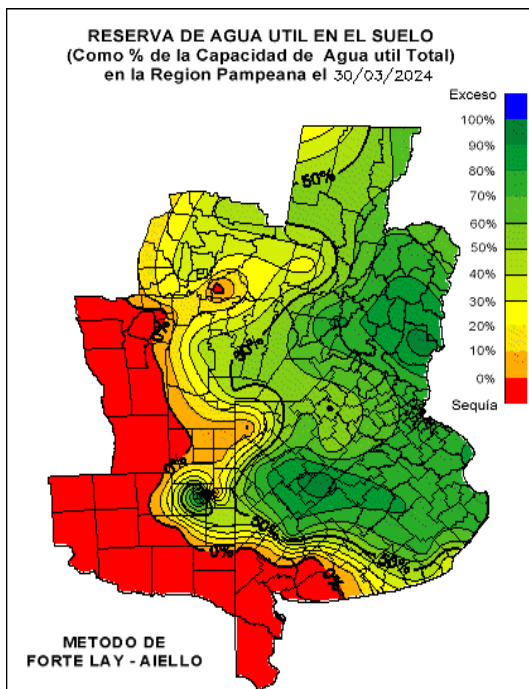 RESERVA DE AGUA UTIL EN EL SUELO
(Como % de la Capacidad de Agua util Total)
en la Region Pampeana el 30/03/2024
Exceso
100%
90%
80%
70%
60%
50%
40%
30%
20%
10%
0%
Sequía
50%
0%
50%
0%
50%
0%
50%
0%
METODO DE
FORTE LAY - AIELLO